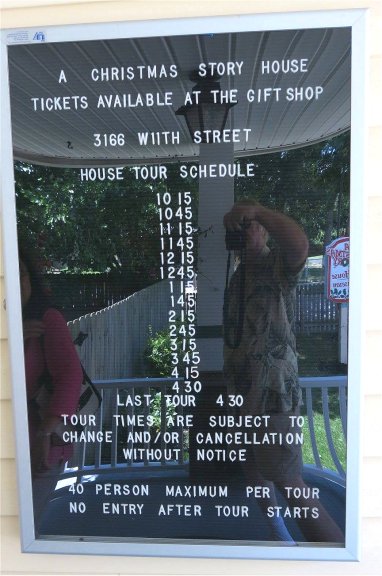 A CHRISTMAS STORY HOUSE
TICKETS AVAILABLE AT THE GIFT SHOP
3166 W11TH STREET
HOUSE TOUR SCHEDULE
10 15
10 45
11 15
11 45
12 15
12 45
1 15
1 45
2 15
2 45
3 15
3 45
4 15
4 30
LAST TOUR 4 30
TOUR TIMES ARE SUBJECT TO
CHANGE AND/OR CANCELLATION
WITHOUT NOTICE
40 PERSON MAXIMUM PER TOUR
NO ENTRY AFTER TOUR STARTS